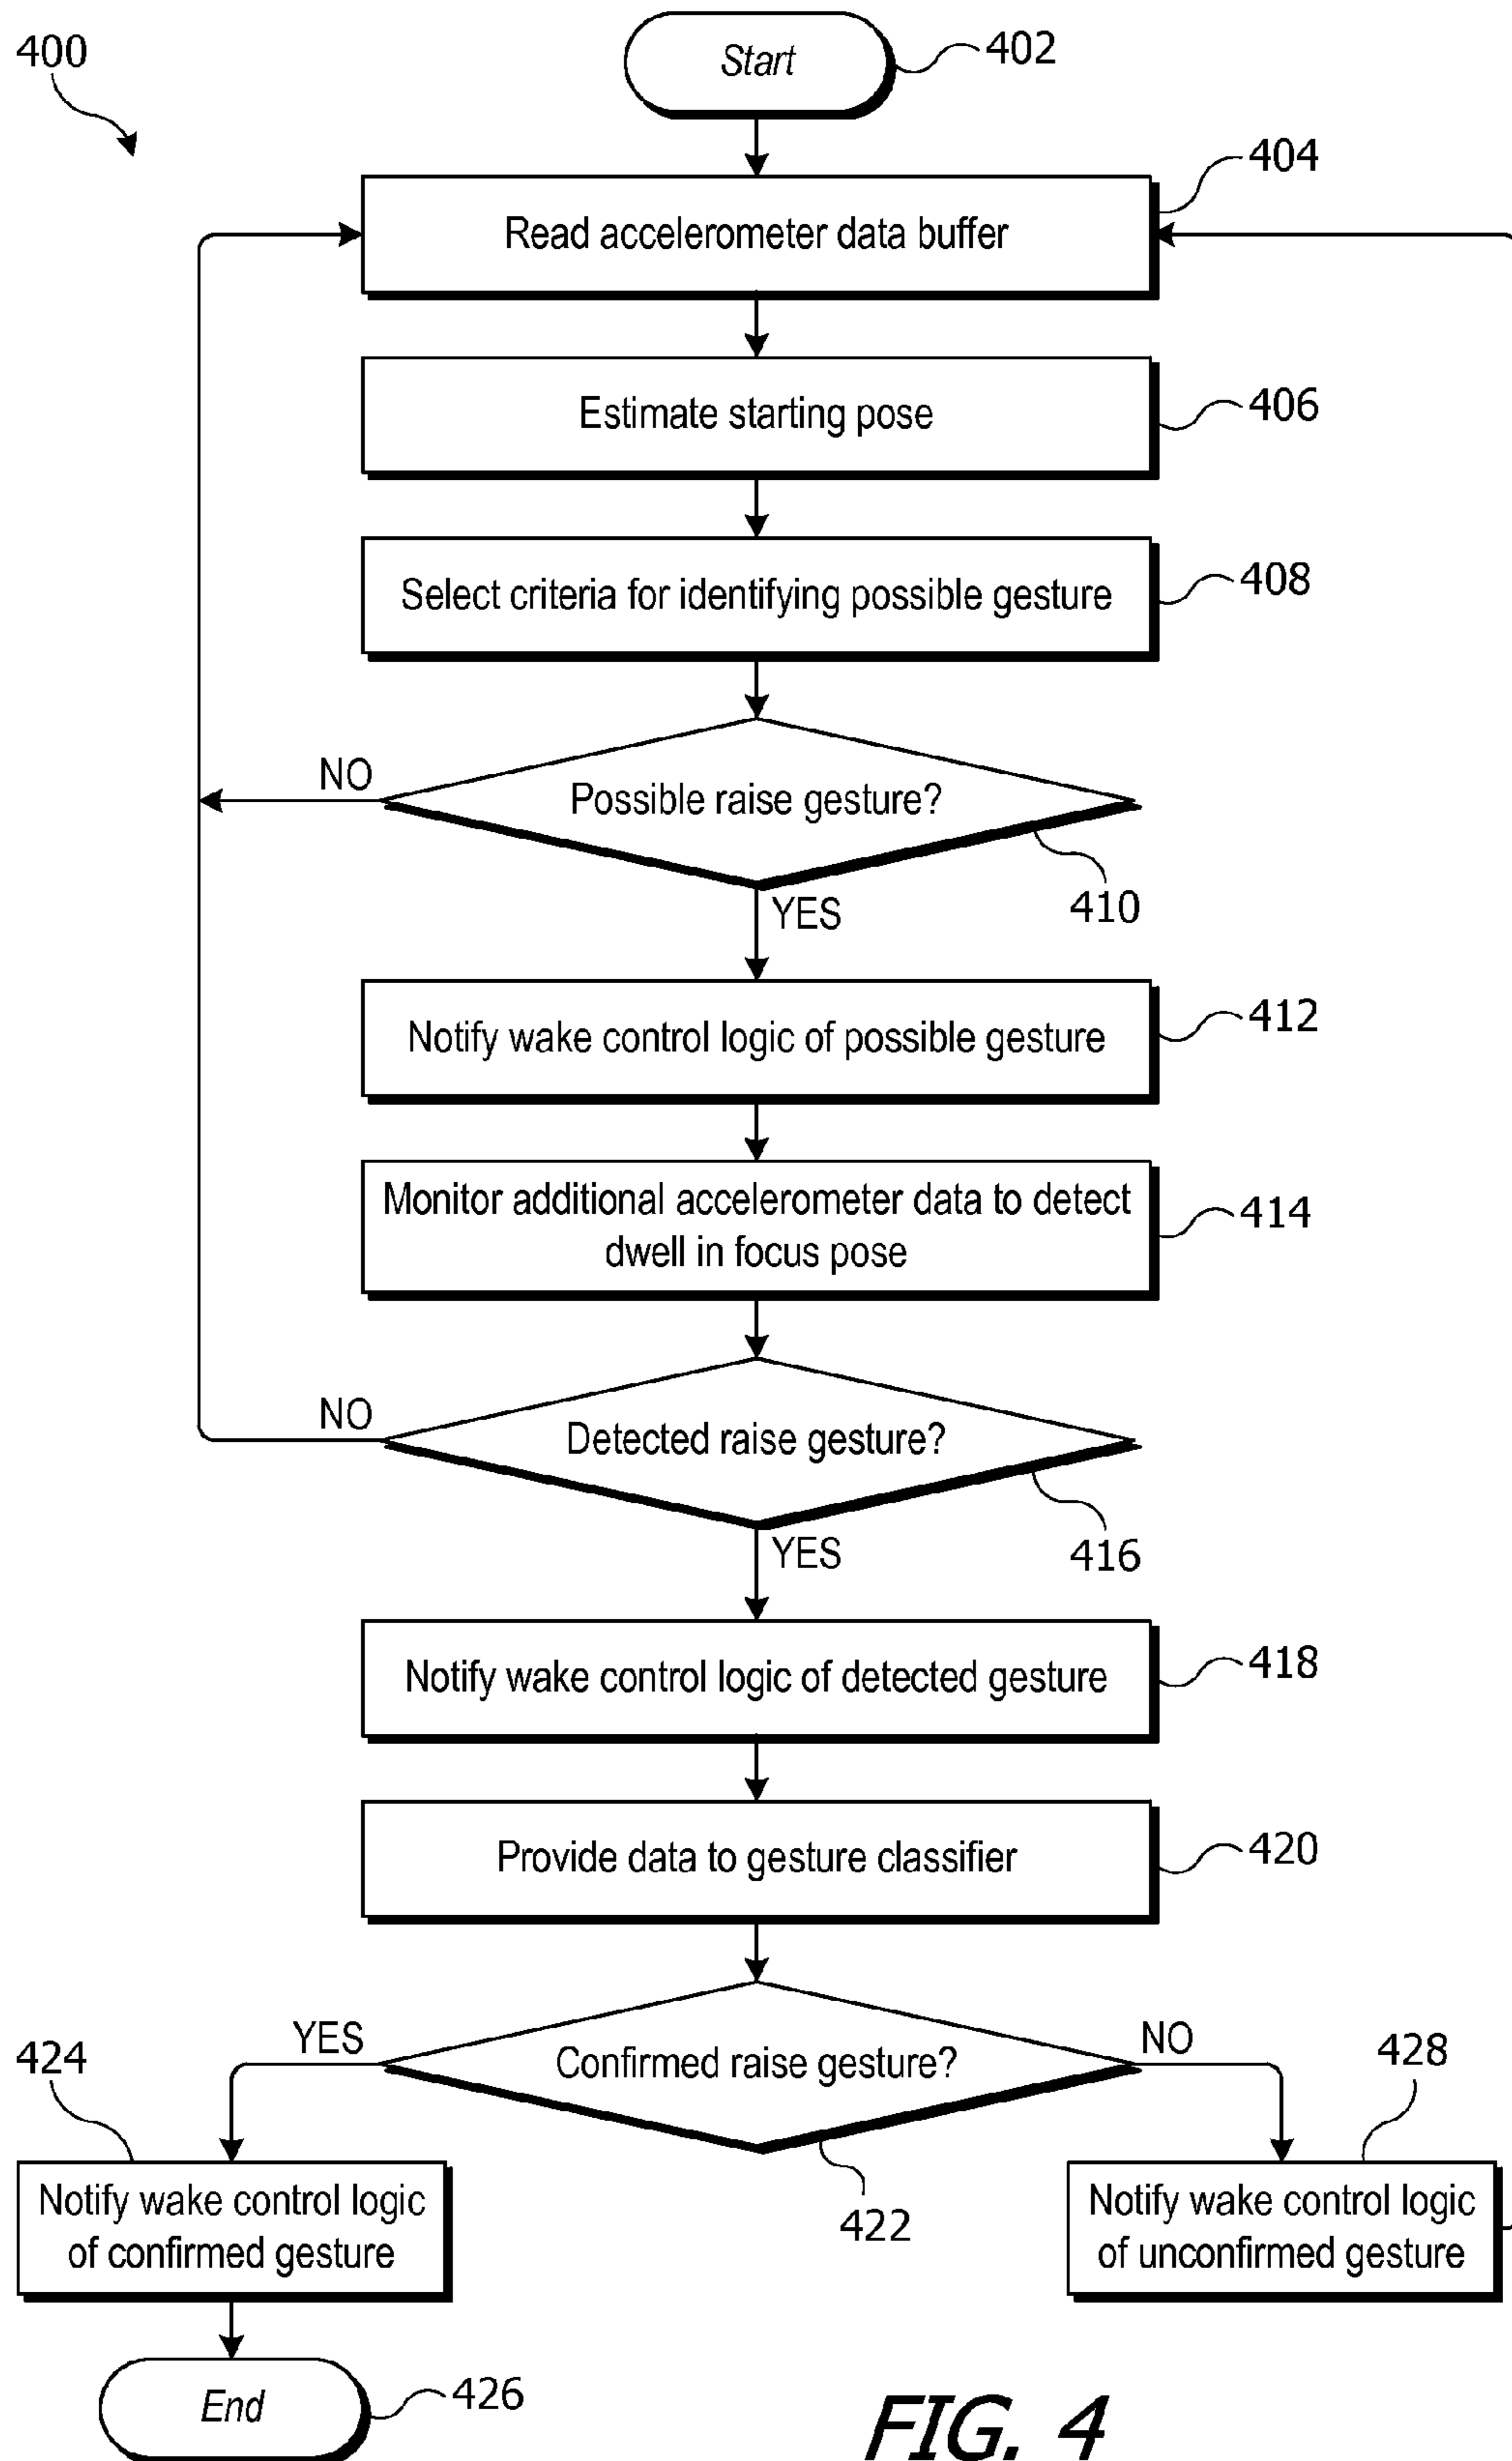 400
Start
402
404
Read accelerometer data buffer
Estimate starting pose
406
Select criteria for identifying possible gesture
408
NO
Possible raise gesture?
410
YES
Notify wake control logic of possible gesture
412
Monitor additional accelerometer data to detect
dwell in focus pose
414
NO
Detected raise gesture?
416
YES
Notify wake control logic of detected gesture
418
Provide data to gesture classifier
420
YES
Confirmed raise gesture?
NO
422
424
Notify wake control logic
of confirmed gesture
428
Notify wake control logic
of unconfirmed gesture
End
426
FIG. 4